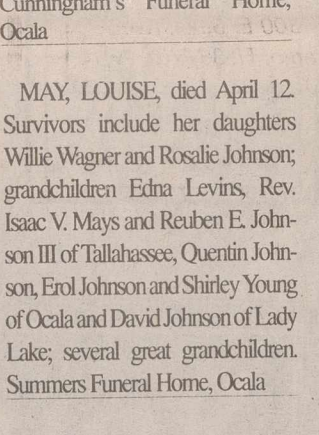 Cunningham's Funeral Home,
Ocala
MAY, LOUISE, died April 12.
Survivors include her daughters
Willie Wagner and Rosalie Johnson;
grandchildren Edna Levins, Rev.
Isaac V. Mays and Reuben E. John-
son III of Tallahassee, Quentin John-
son, Erol Johnson and Shirley Young
of Ocala and David Johnson of Lady
Lake; several great grandchildren.
Summers Funeral Home, Ocala